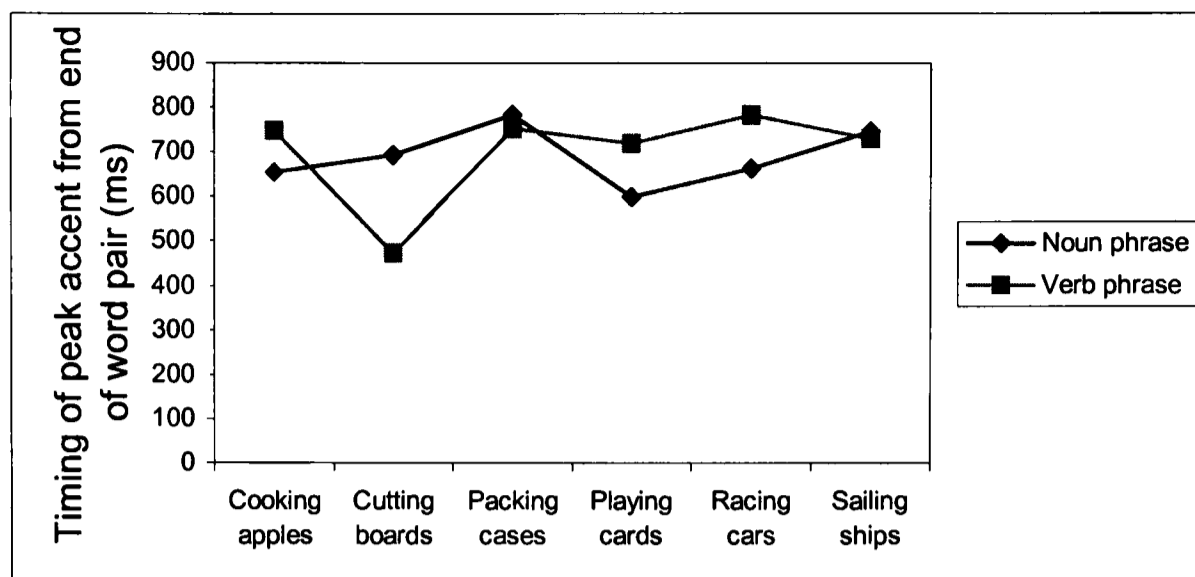 Timing of peak accent from end
of word pair (ms)
900
800
700
600
500
400
300
200
100
0
Cooking apples
Cutting boards
Packing cases
Playing cards
Racing cars
Sailing ships
Noun phrase
Verb phrase